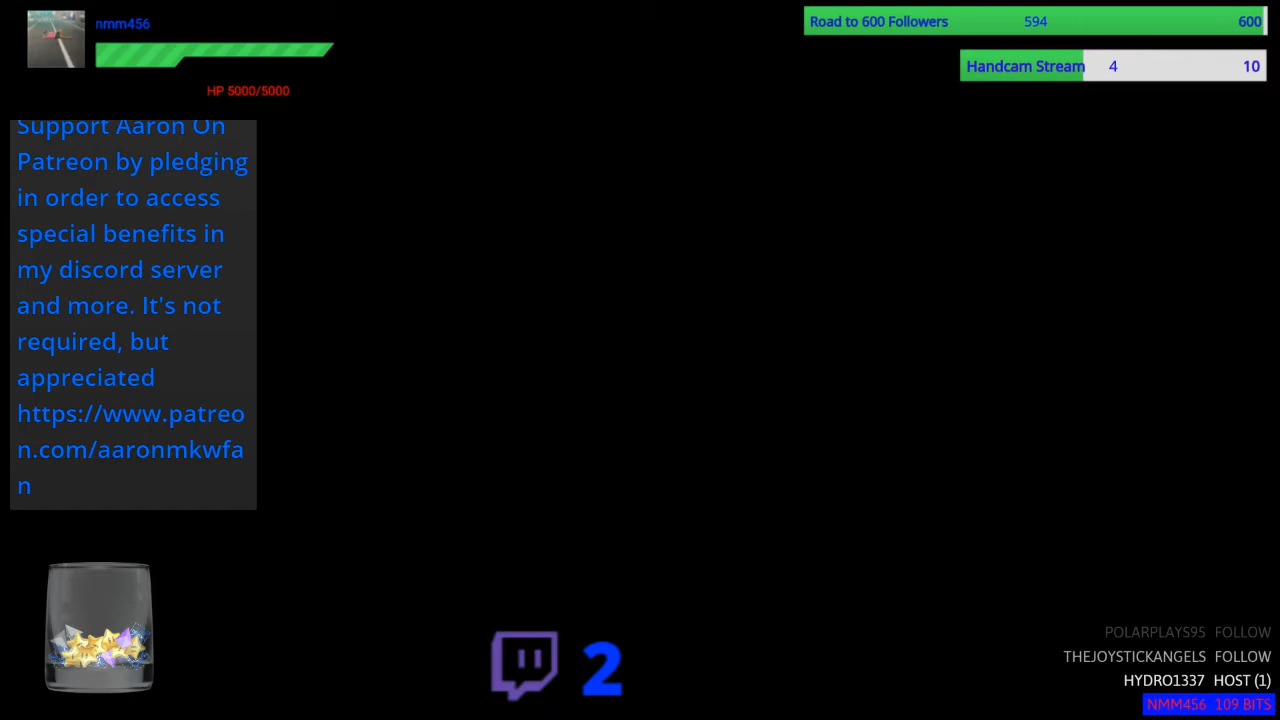 nmm456
HP 5000/5000
Road to 600 Followers 594 600
Handcam Stream 4 10
Support Aaron On
Patreon by pledging
in order to access
special benefits in
my discord server
and more. It's not
required, but
appreciated
https://www.patreo
n.com/aaronmkwfa
n
2
POLARPLAYS95 FOLLOW
THEJOYSTICKANGELS FOLLOW
HYDRO1337 HOST (1)
NMM456 109 BITS